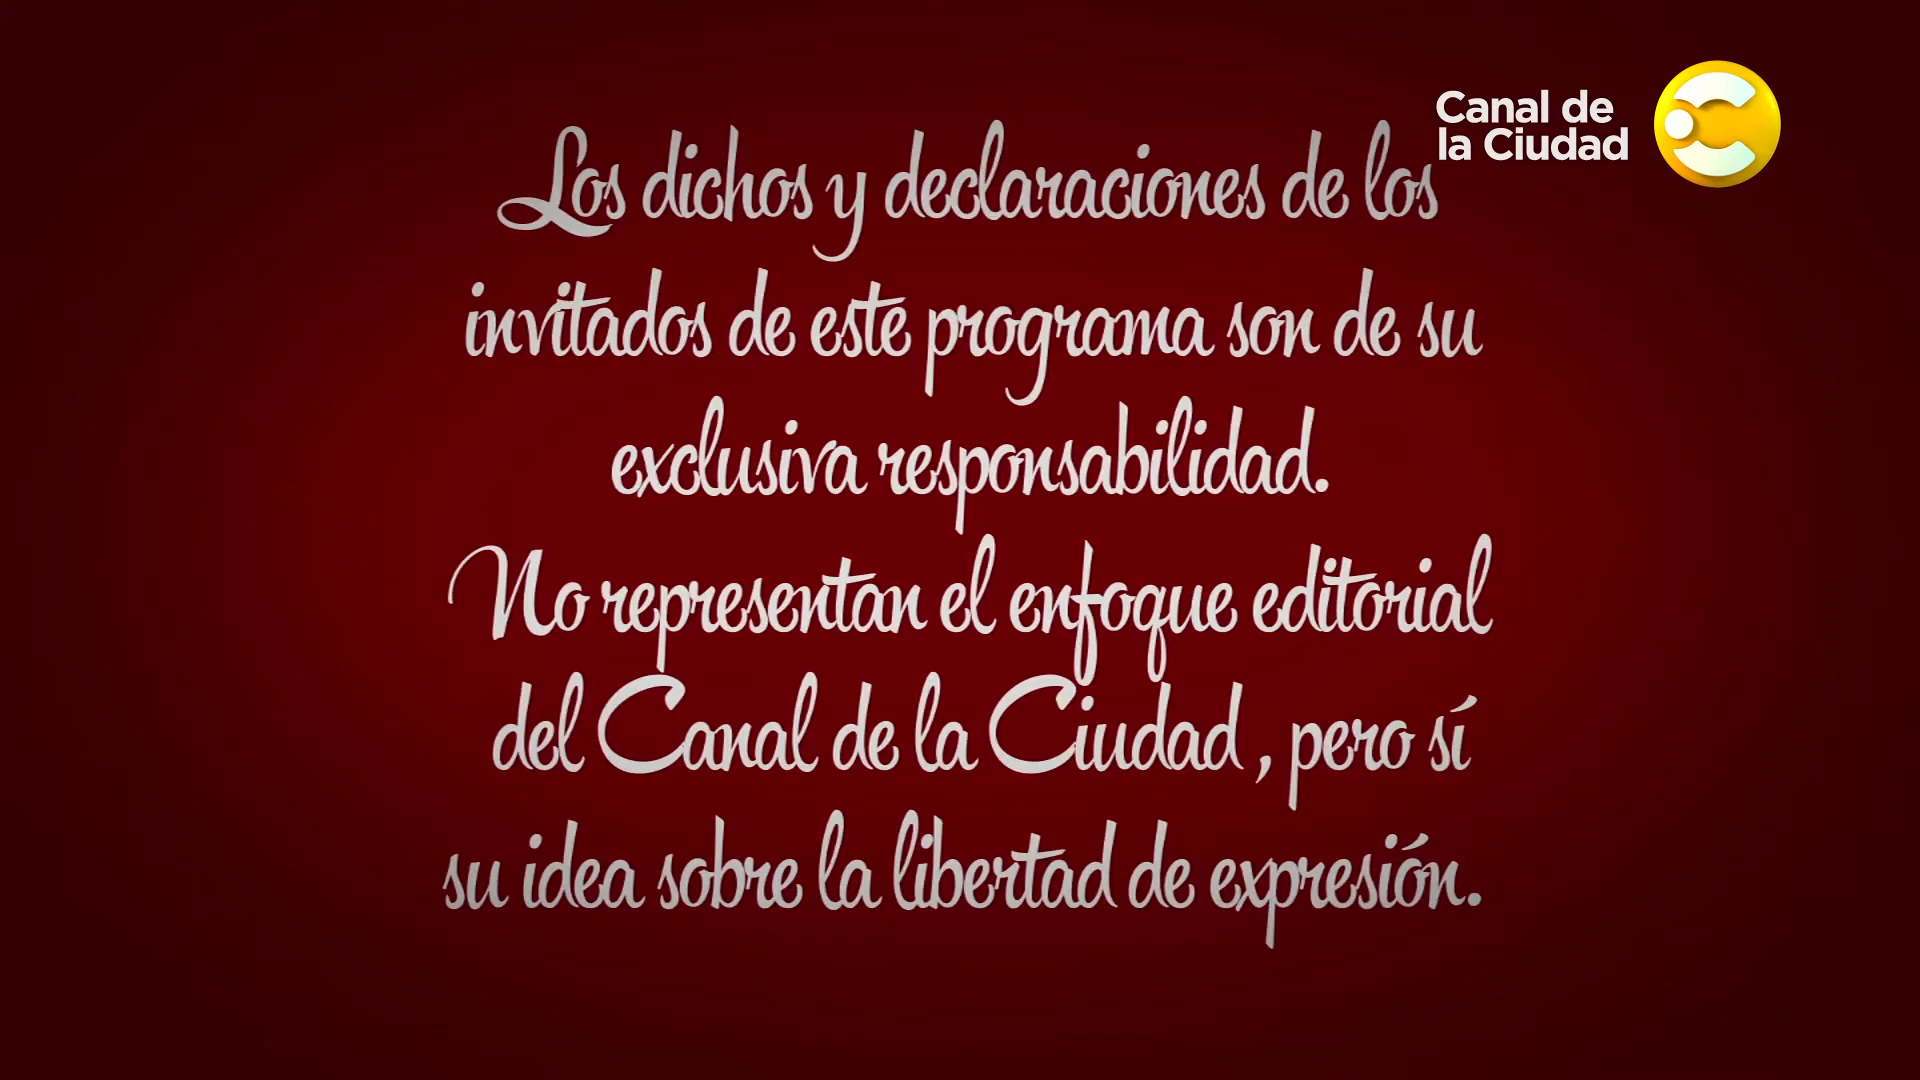 Canal de
la Ciudad
Los dichos y declaraciones de los
invitados de este programa son de su
exclusiva responsabilidad.
No representan el enfoque editorial
del Canal de la Ciudad, pero sí
su idea sobre la libertad de expresión.